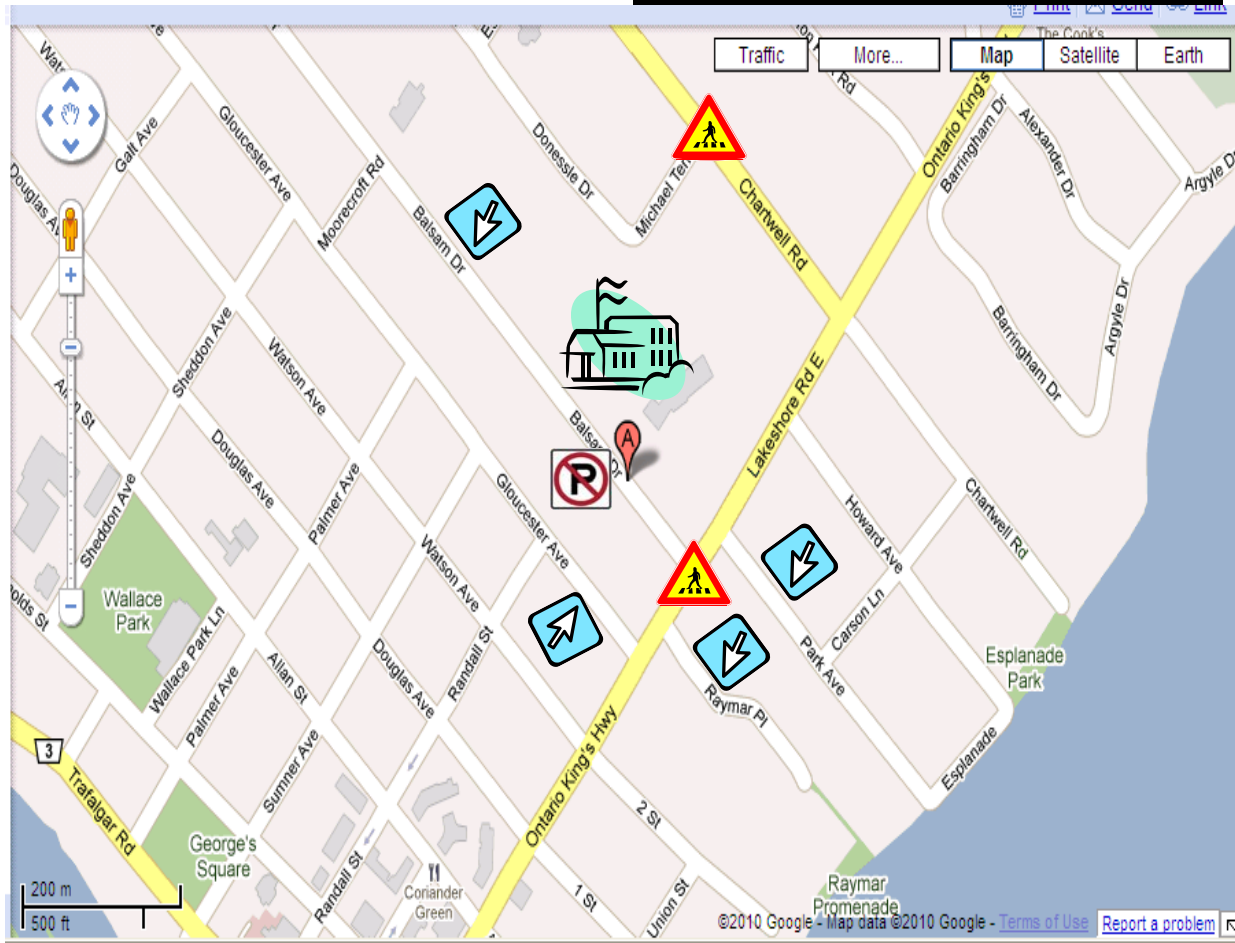 Print Send Link
The Cook's
Traffic
More...
Map
Satellite
Earth
Galt Ave
Gloucester Ave
Moorecroft Rd
Balsam Dr
Donessle Dr
Chartwell Rd
Ontario King's
Barringham Dr
Alexander Dr
Argyle Dr
Argyle Dr
Barringham Dr
Sheddon Ave
Watson Ave
Lakeshore Rd E
Balsam Dr
A
P
Douglas Ave
Palmer Ave
Gloucester Ave
Howard Ave
Chartwell Rd
Sheddon Ave
Watson Ave
Wallace
Park
Carson Ln
Park Ave
Esplanade
Park
Wallace Park Ln
Allan St
Douglas Ave
Randall St
Raymar Pl
Palmer Ave
Esplanade
3
Trafalgar Rd
Sumner Ave
Ontario King's Hwy
2 St
George's
Square
Randall St
Coriander
Green
1 St
Union St
Raymar
Promenade
200 m
500 ft
©2010 Google - Map data ©2010 Google - Terms of Use
Report a problem